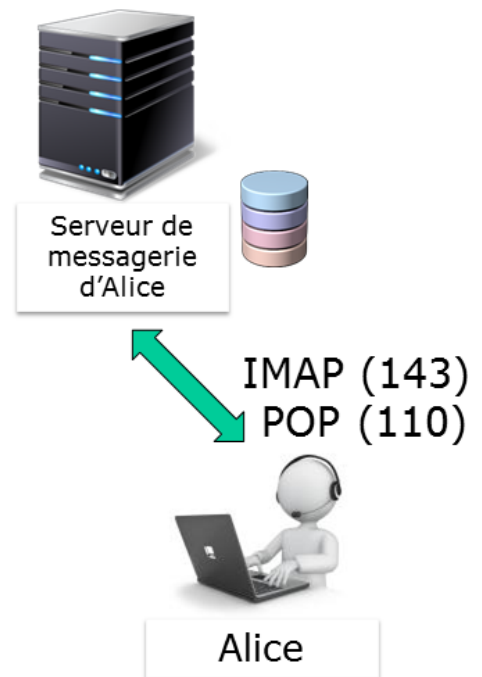 Serveur de
messagerie
d’Alice
IMAP (143)
POP (110)
Alice